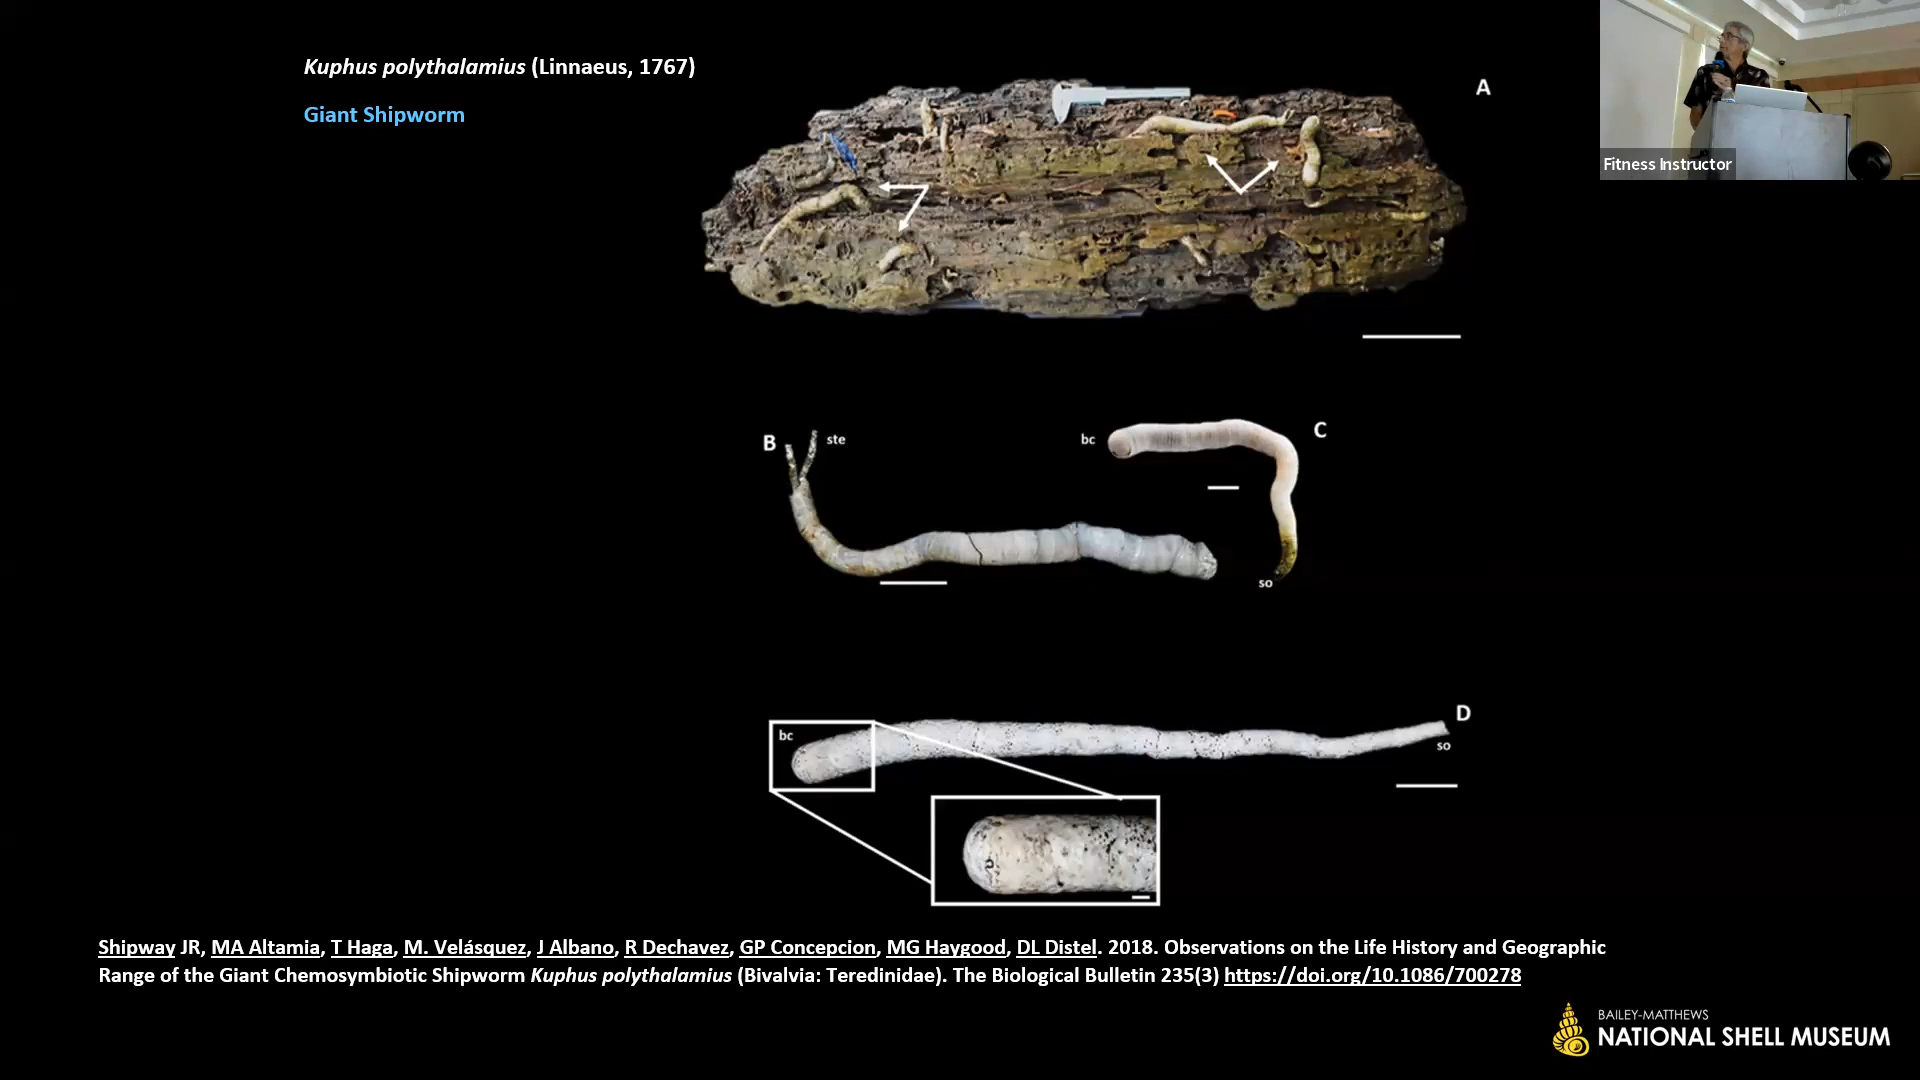 Kuphus polythalamius (Linnaeus, 1767)
Giant Shipworm
A
Fitness Instructor
B
ste
bc
C
so
bc
D
so
Shipway JR, MA Altamia, T Haga, M. Velásquez, J Albano, R Dechavez, GP Concepcion, MG Haygood, DL Distel. 2018. Observations on the Life History and Geographic
Range of the Giant Chemosymbiotic Shipworm Kuphus polythalamius (Bivalvia: Teredinidae). The Biological Bulletin 235(3) https://doi.org/10.1086/700278
BAILEY-MATTHEWS
NATIONAL SHELL MUSEUM